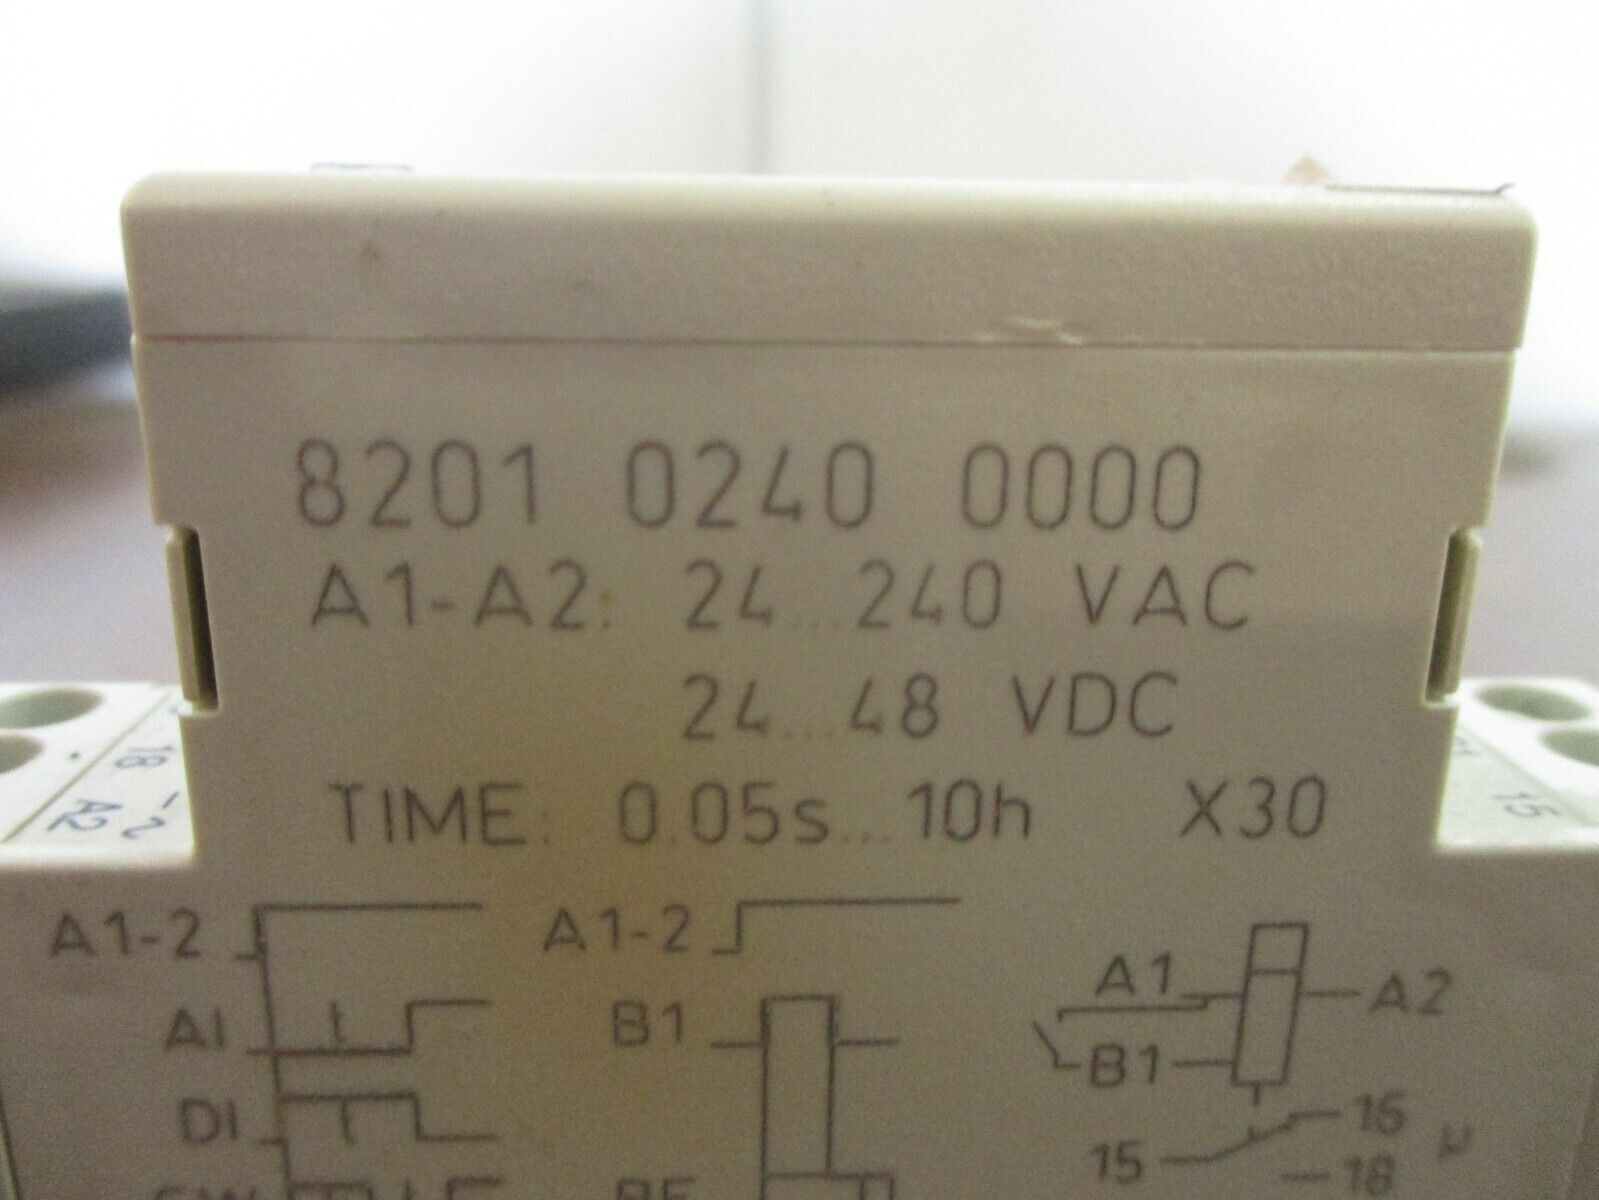 8201 0240 0000
A1-A2: 24...240 VAC
24...48 VDC
TIME: 0.05s...10h X30
18
-2
A2
15
A1-2
A1-2
A1
A2
AI
B1
B1
DI
16
15
18